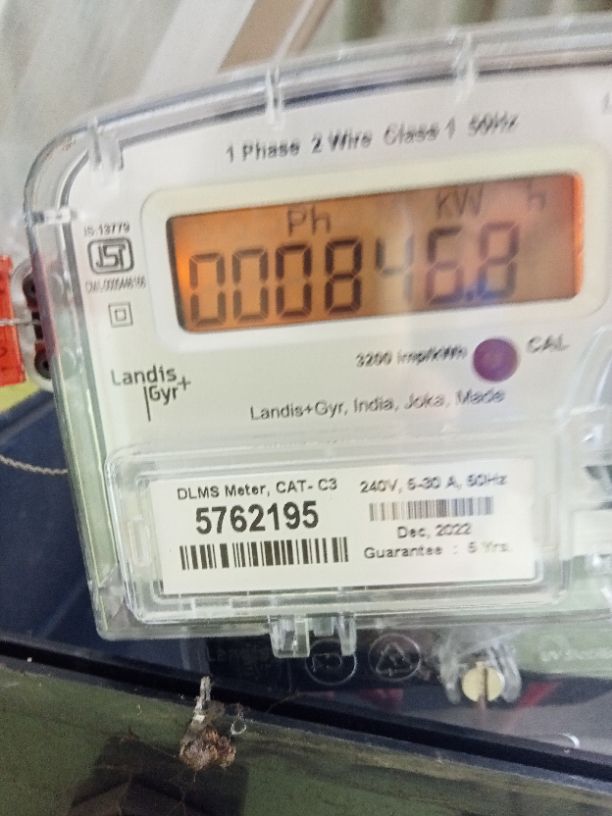 1 Phase 2 Wire Class 1 50Hz
IS 13779
ISI
Ph kW h
0008468
3200 imp/kWh CAL
Landis
Gyr+
Landis+Gyr, India, Joka, Made
DLMS Meter, CAT- C3
5762195
240V, 5-30 A, 50Hz
Dec, 2022
Guarantee : 5 Yrs.